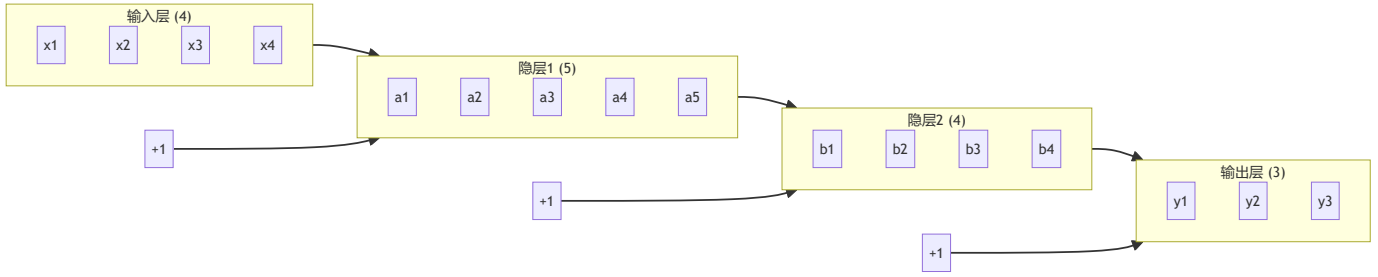 输入层 (4)
x1 x2 x3 x4
隐层1 (5)
a1 a2 a3 a4 a5
+1
隐层2 (4)
b1 b2 b3 b4
+1
输出层 (3)
y1 y2 y3
+1